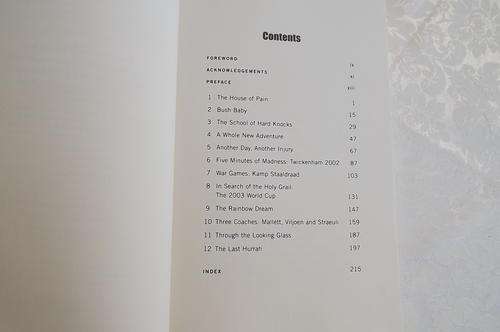 Contents
FOREWORD ix
ACKNOWLEDGEMENTS xi
PREFACE xiii
1 The House of Pain 1
2 Bush Baby 15
3 The School of Hard Knocks 29
4 A Whole New Adventure 47
5 Another Day, Another Injury 67
6 Five Minutes of Madness: Twickenham 2002 87
7 War Games: Kamp Staaldraad 103
8 In Search of the Holy Grail:
The 2003 World Cup 131
9 The Rainbow Dream 147
10 Three Coaches: Mallett, Viljoen and Straeuli 159
11 Through the Looking Glass 187
12 The Last Hurrah 197
INDEX 215